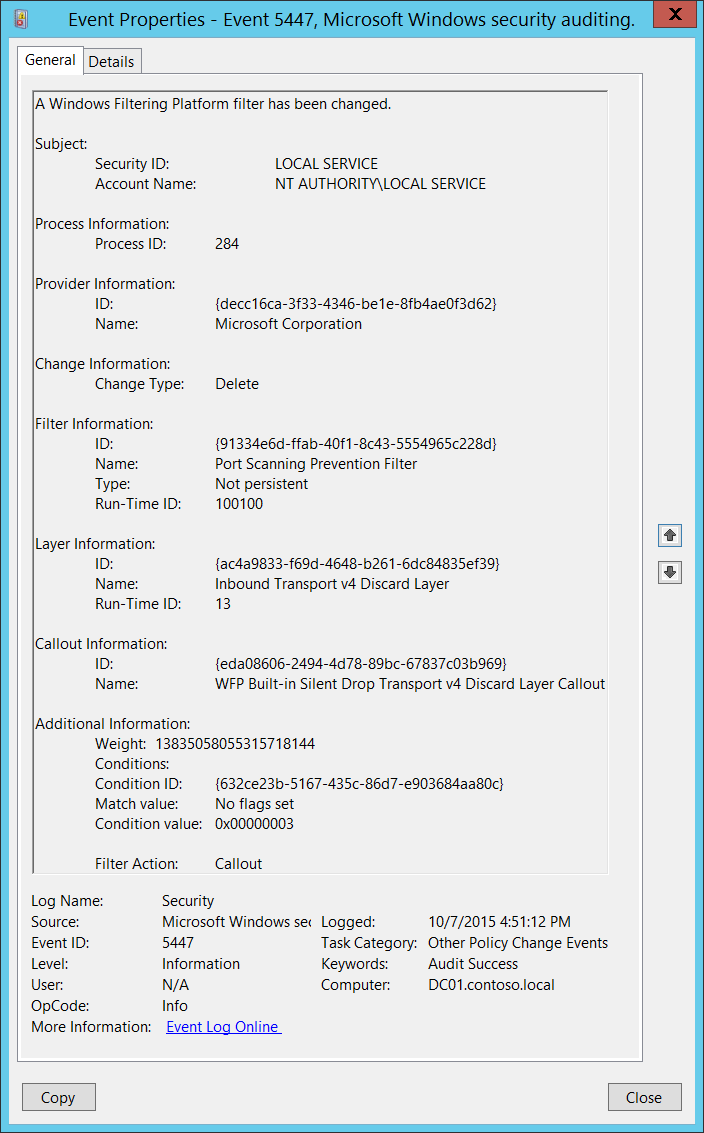 Event Properties - Event 5447, Microsoft Windows security auditing.
X
General Details
A Windows Filtering Platform filter has been changed.
Subject:
Security ID: LOCAL SERVICE
Account Name: NT AUTHORITY\LOCAL SERVICE
Process Information:
Process ID: 284
Provider Information:
ID: {decc16ca-3f33-4346-be1e-8fb4ae0f3d62}
Name: Microsoft Corporation
Change Information:
Change Type: Delete
Filter Information:
ID: {91334e6d-ffab-40f1-8c43-5554965c228d}
Name: Port Scanning Prevention Filter
Type: Not persistent
Run-Time ID: 100100
Layer Information:
ID: {ac4a9833-f69d-4648-b261-6dc84835ef39}
Name: Inbound Transport v4 Discard Layer
Run-Time ID: 13
Callout Information:
ID: {eda08606-2494-4d78-89bc-67837c03b969}
Name: WFP Built-in Silent Drop Transport v4 Discard Layer Callout
Additional Information:
Weight: 13835058055315718144
Conditions:
Condition ID: {632ce23b-5167-435c-86d7-e903684aa80c}
Match value: No flags set
Condition value: 0x00000003
Filter Action: Callout
Log Name: Security
Source: Microsoft Windows sec Logged: 10/7/2015 4:51:12 PM
Event ID: 5447 Task Category: Other Policy Change Events
Level: Information Keywords: Audit Success
User: N/A Computer: DC01.contoso.local
OpCode: Info
More Information: Event Log Online
Copy Close